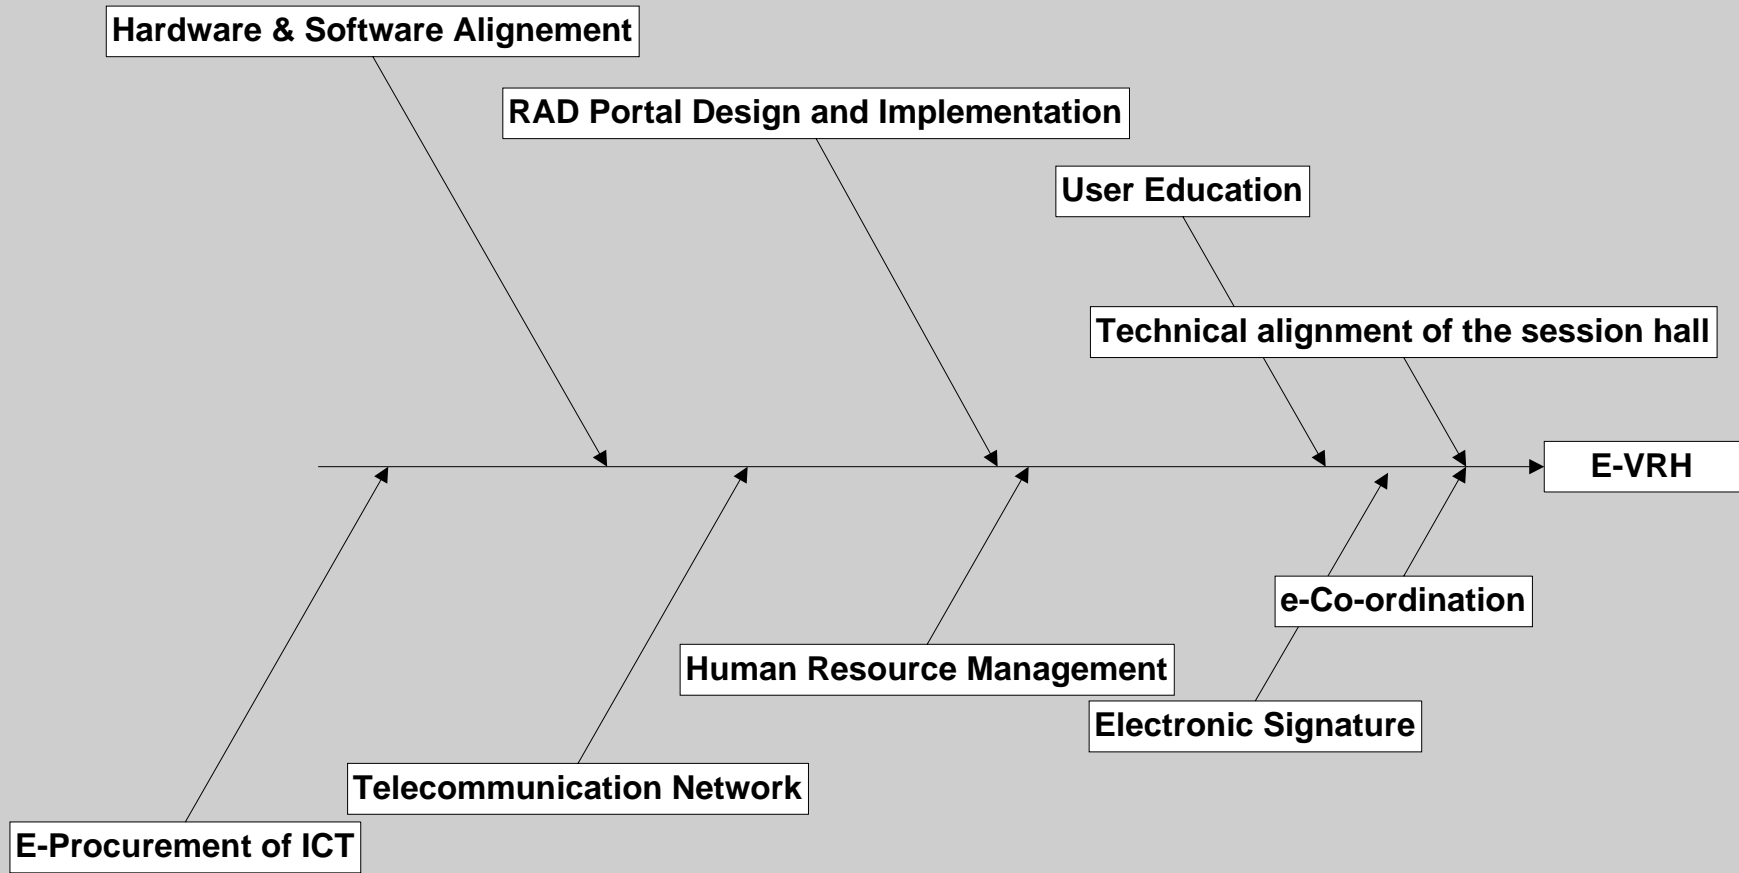 Hardware & Software Alignement
RAD Portal Design and Implementation
User Education
Technical alignment of the session hall
E-VRH
e-Co-ordination
Human Resource Management
Electronic Signature
Telecommunication Network
E-Procurement of ICT